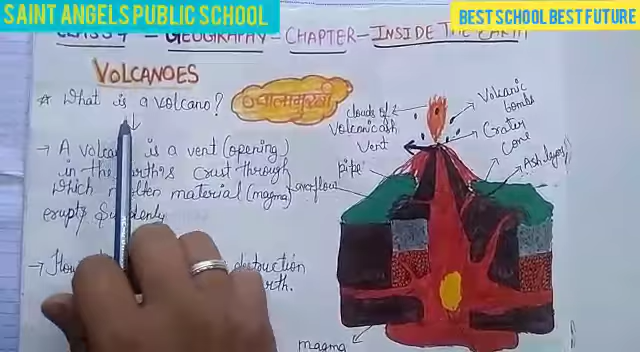 SAINT ANGELS PUBLIC SCHOOL
BEST SCHOOL BEST FUTURE
CLASS 7 - GEOGRAPHY - CHAPTER - INSIDE THE EARTH
VOLCANOES
What is a volcano?
ज्वालामुखी
→ A is a vent (opening)
in the Earth's Crust through
which molten material (magma)
erupts Suddenly
destruction
clouds of
Volcanic ash
Vent
pipe
overflow
Volcanic
bombs
Crater
Cone
Ash layers
magma